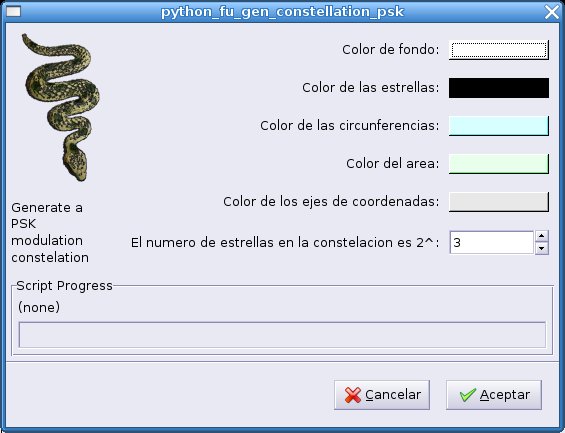 python_fu_gen_constellation_psk
Color de fondo:
Color de las estrellas:
Color de las circunferencias:
Color del area:
Color de los ejes de coordenadas:
Generate a
PSK
modulation
constelation
El numero de estrellas en la constelacion es 2^:
3
Script Progress
(none)
Cancelar
Aceptar